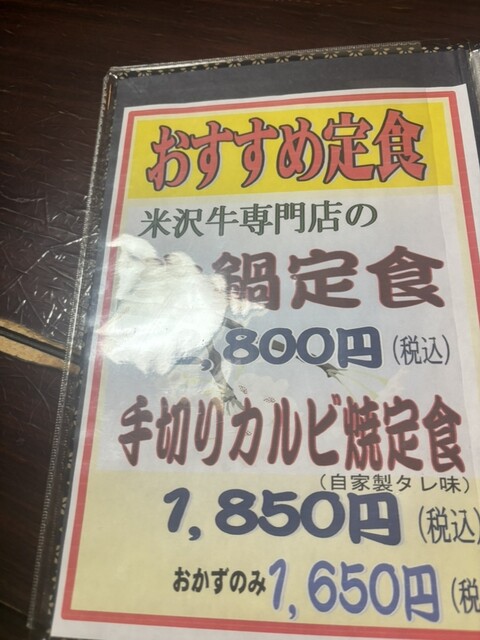 おすすめ定食
米沢牛専門店の
鍋定食
,800円(税込)
手切りカルビ焼定食
(自家製タレ味)
1,850円(税込)
おかずのみ1,650円(税